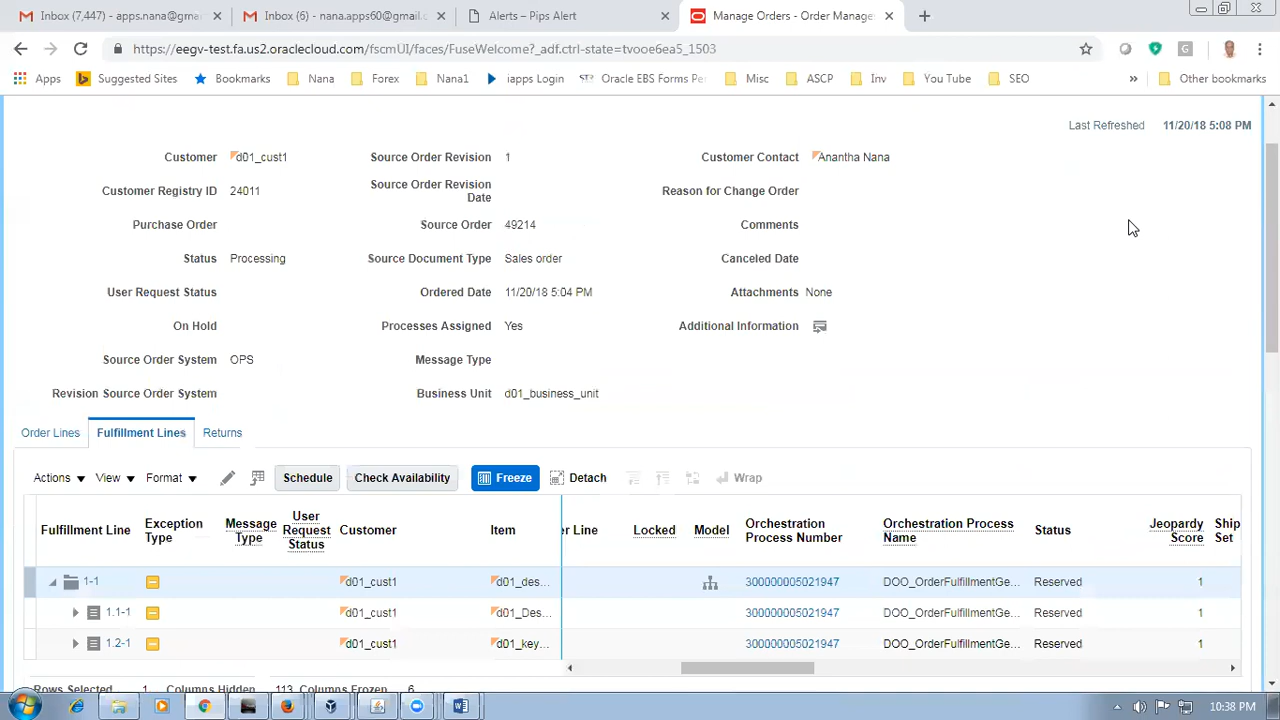 Inbox (7,447) - apps.nana@gmar
Inbox (6) - nana.apps60@gmail.c
Alerts – Pips Alert
Manage Orders - Order Manage
https://eegv-test.fa.us2.oraclecloud.com/fscmUI/faces/FuseWelcome?_adf.ctrl-state=tvooe6ea5_1503
Apps Suggested Sites Bookmarks Nana Forex Nana1 iapps Login Oracle EBS Forms Pe Misc ASCP Inv You Tube SEO » Other bookmarks
Last Refreshed 11/20/18 5:08 PM
Customer d01_cust1 Source Order Revision 1 Customer Contact Anantha Nana
Customer Registry ID 24011 Source Order Revision Date Reason for Change Order
Purchase Order Source Order 49214 Comments
Status Processing Source Document Type Sales order Canceled Date
User Request Status Ordered Date 11/20/18 5:04 PM Attachments None
On Hold Processes Assigned Yes Additional Information
Source Order System OPS Message Type
Revision Source Order System Business Unit d01_business_unit
Order Lines Fulfillment Lines Returns
Actions View Format Schedule Check Availability Freeze Detach Wrap
Fulfillment Line Exception Type Message Type User Request Status Customer Item er Line Locked Model Orchestration Process Number Orchestration Process Name Status Jeopardy Score Ship Set
1-1 d01_cust1 d01_des... 300000005021947 DOO_OrderFulfillmentGe... Reserved 1
1.1-1 d01_cust1 d01_Des... 300000005021947 DOO_OrderFulfillmentGe... Reserved 1
1.2-1 d01_cust1 d01_key... 300000005021947 DOO_OrderFulfillmentGe... Reserved 1
Rows Selected 1 Columns Hidden 113 Columns Frozen 6
10:38 PM